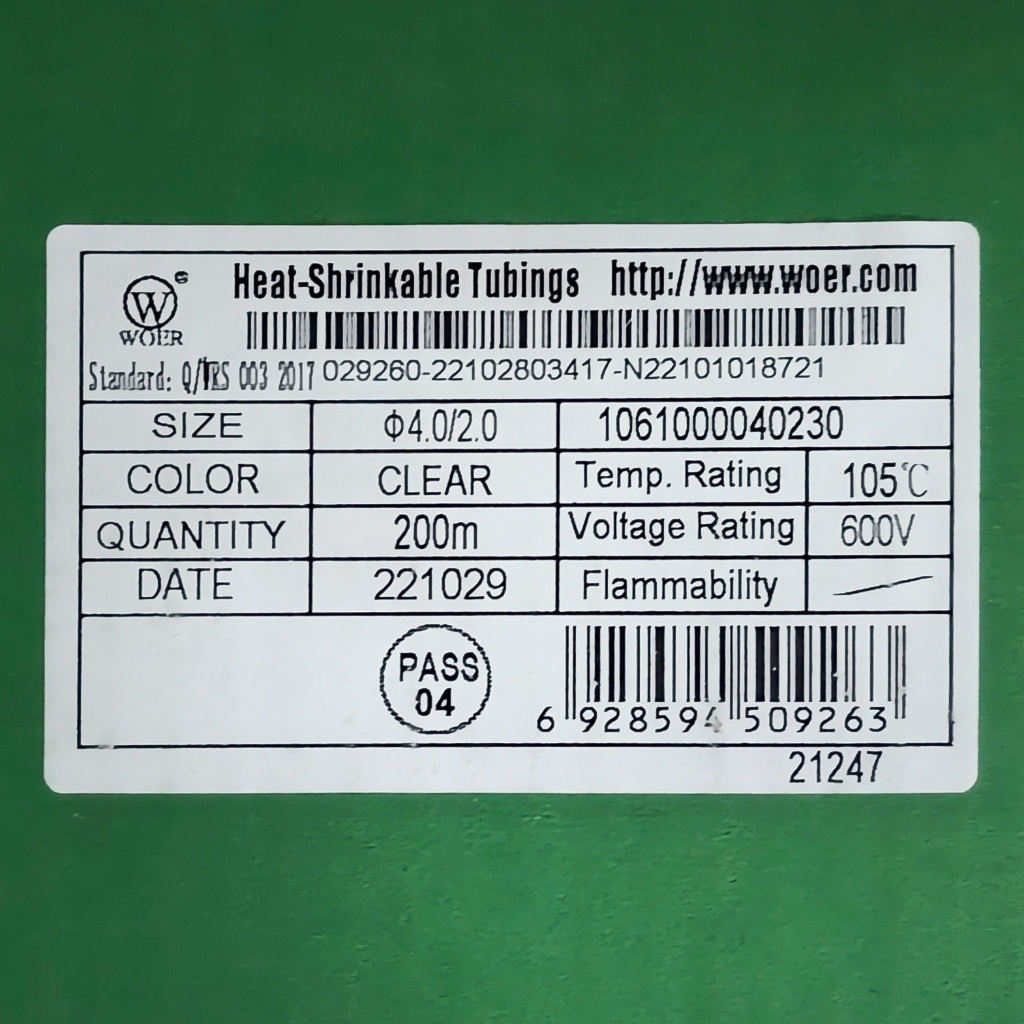 Heat-Shrinkable Tubings http://www.woer.com
W
WOER
Standard: Q/TRS 003 2017 029260-22102803417-N22101018721
SIZE Φ4.0/2.0 1061000040230
COLOR CLEAR Temp. Rating 105℃
QUANTITY 200m Voltage Rating 600V
DATE 221029 Flammability
PASS
04
6 928594 509263
21247